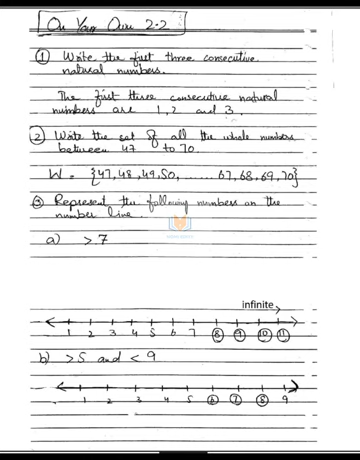 On Your Own 2.2
① Write the first three consecutive
natural numbers.
The first three consecutive natural
numbers are 1, 2 and 3.
② Write the set of all the whole numbers
between 47 to 70.
W = {47, 48, 49, 50, ...... 67, 68, 69, 70}
③ Represent the following numbers on the
number line.
a) > 7
infinite
1 2 3 4 5 6 7 ⑧ ⑨ ⑩ ⑪
b) > 5 and < 9
1 2 3 4 5 ⑥ ⑦ ⑧ 9